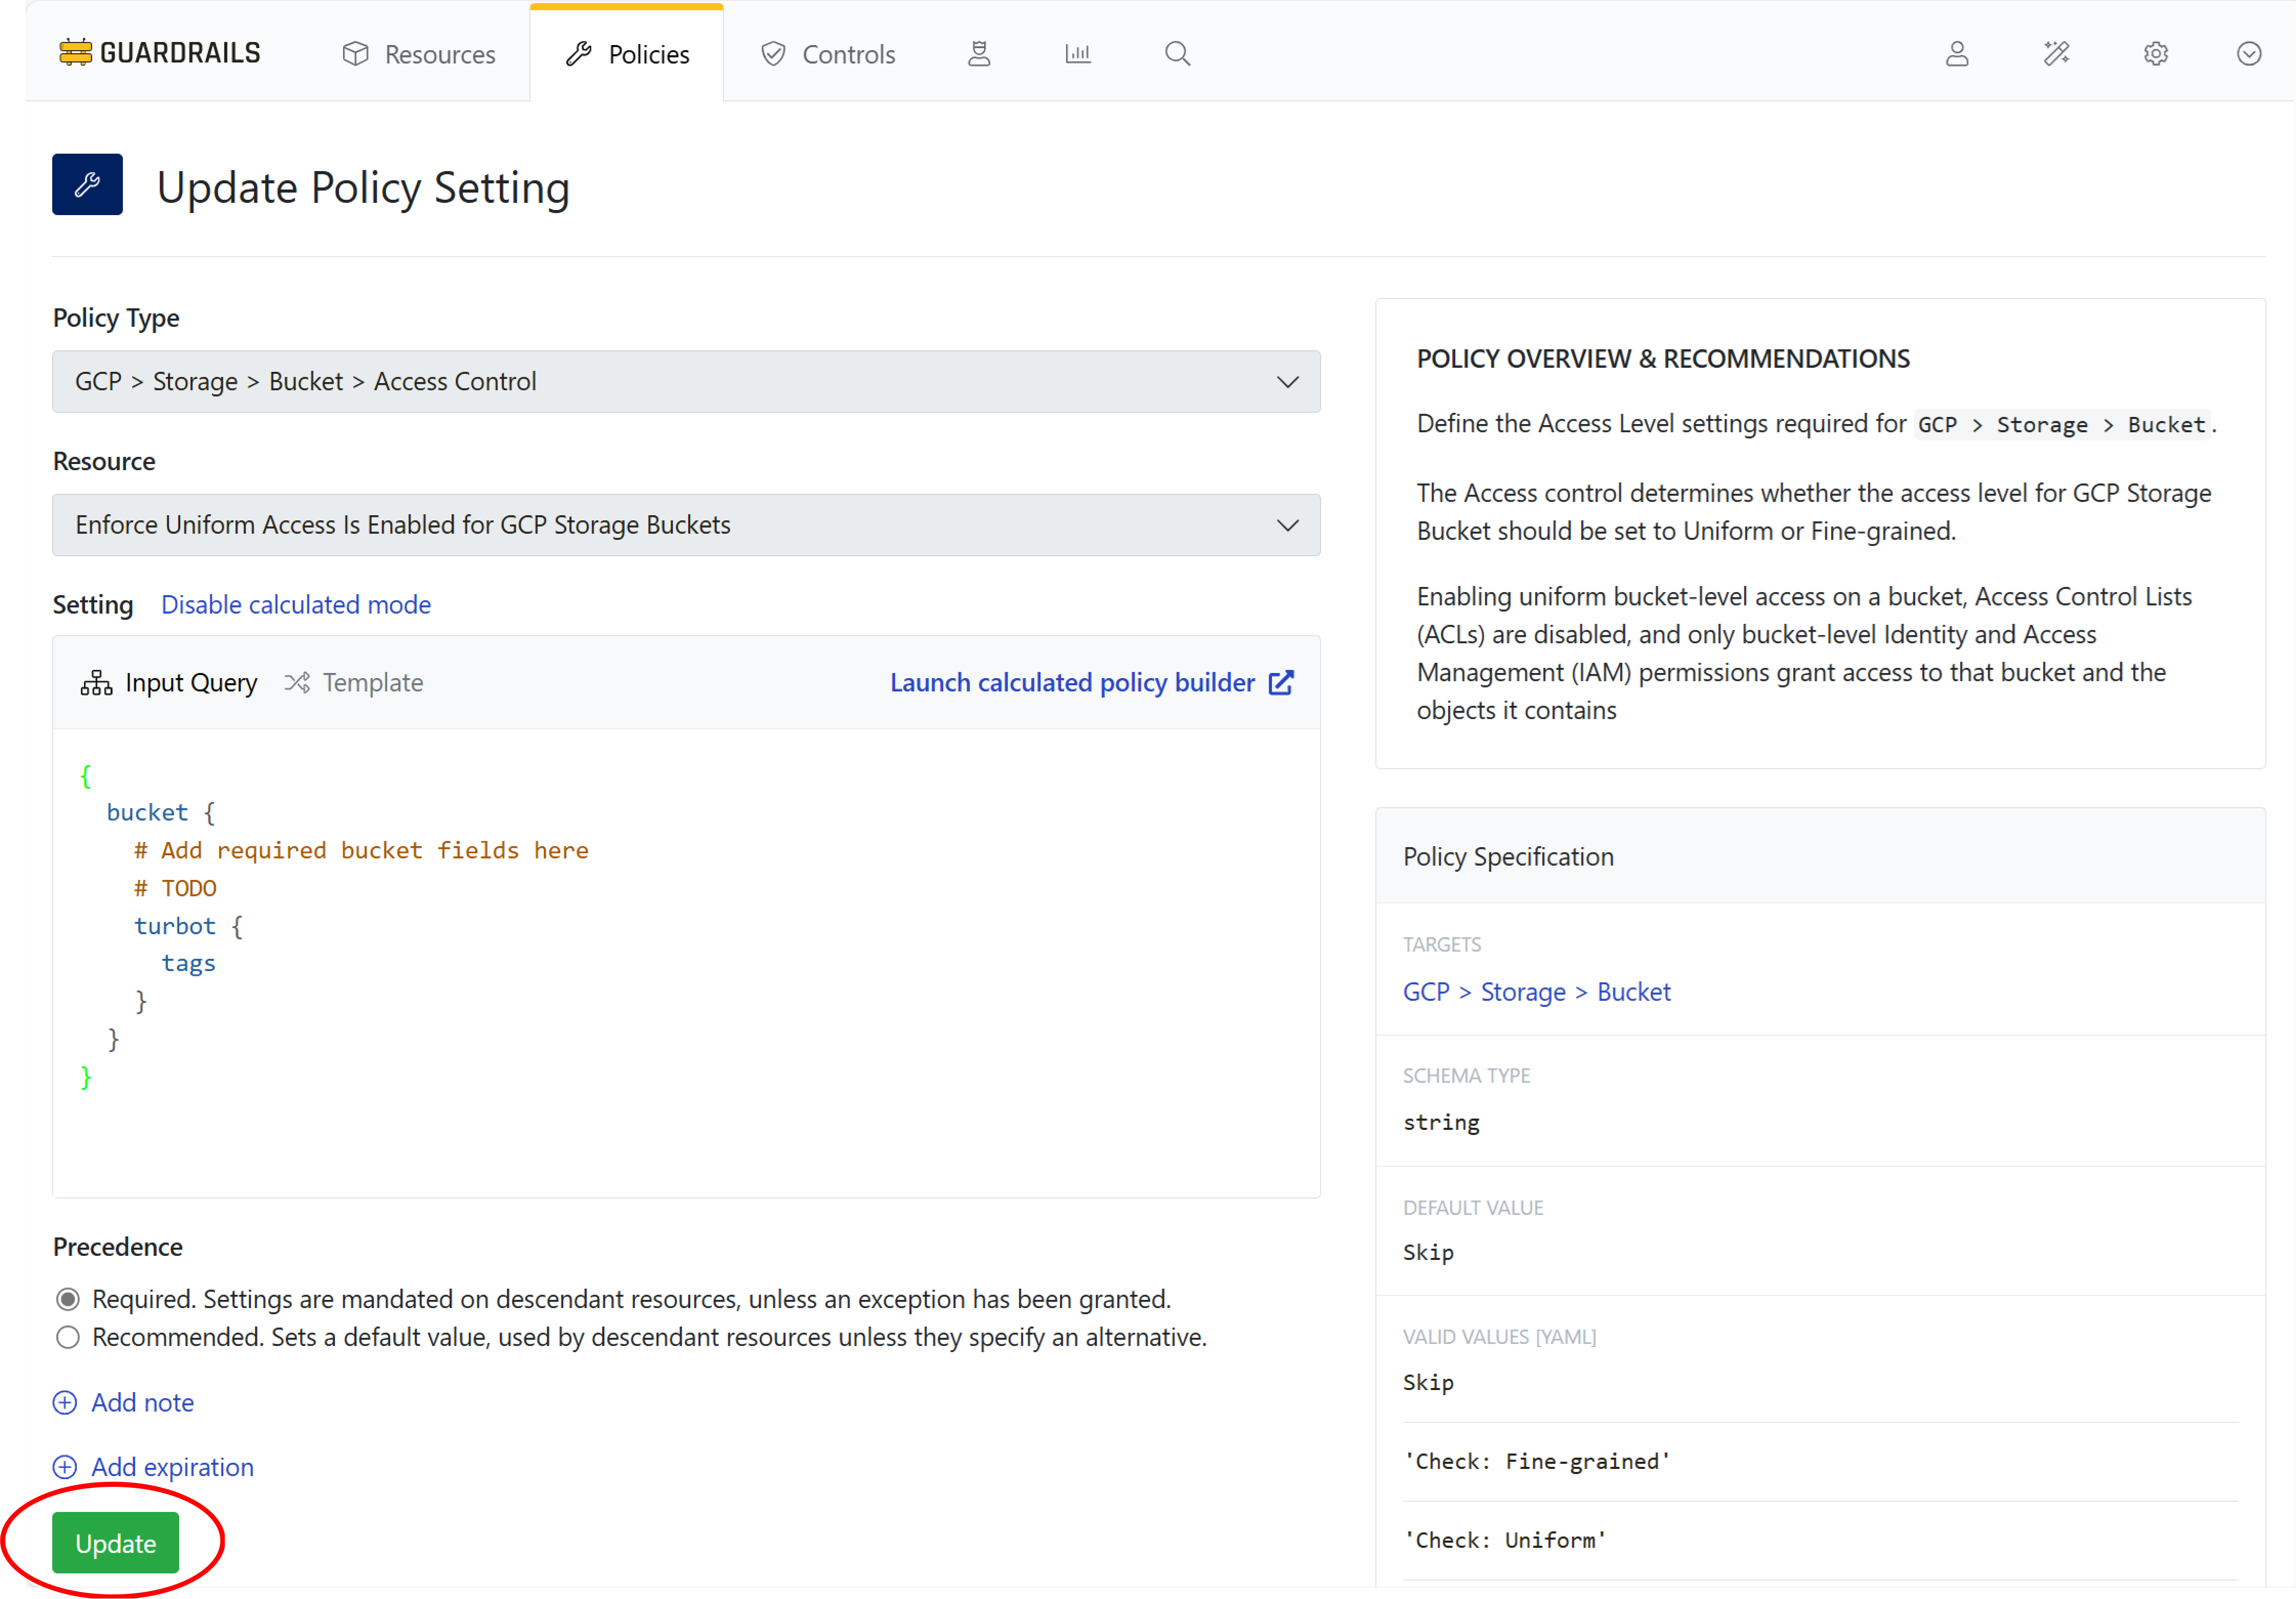 GUARDRAILS
Resources
Policies
Controls
Update Policy Setting
Policy Type
GCP > Storage > Bucket > Access Control
Resource
Enforce Uniform Access Is Enabled for GCP Storage Buckets
Setting Disable calculated mode
Input Query Template Launch calculated policy builder
{
bucket {
# Add required bucket fields here
# TODO
turbot {
tags
}
}
}
Precedence
Required. Settings are mandated on descendant resources, unless an exception has been granted.
Recommended. Sets a default value, used by descendant resources unless they specify an alternative.
Add note
Add expiration
Update
POLICY OVERVIEW & RECOMMENDATIONS
Define the Access Level settings required for GCP > Storage > Bucket.
The Access control determines whether the access level for GCP Storage
Bucket should be set to Uniform or Fine-grained.
Enabling uniform bucket-level access on a bucket, Access Control Lists
(ACLs) are disabled, and only bucket-level Identity and Access
Management (IAM) permissions grant access to that bucket and the
objects it contains
Policy Specification
TARGETS
GCP > Storage > Bucket
SCHEMA TYPE
string
DEFAULT VALUE
Skip
VALID VALUES [YAML]
Skip
'Check: Fine-grained'
'Check: Uniform'